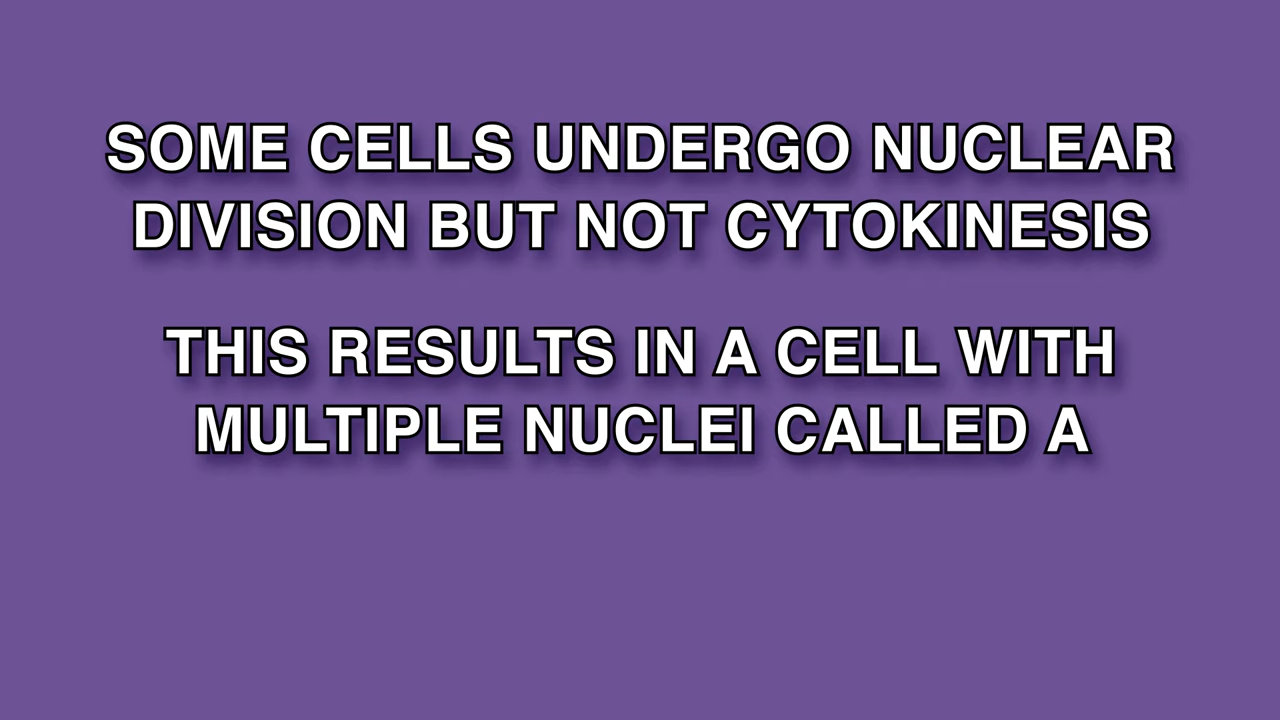 SOME CELLS UNDERGO NUCLEAR
DIVISION BUT NOT CYTOKINESIS
THIS RESULTS IN A CELL WITH
MULTIPLE NUCLEI CALLED A